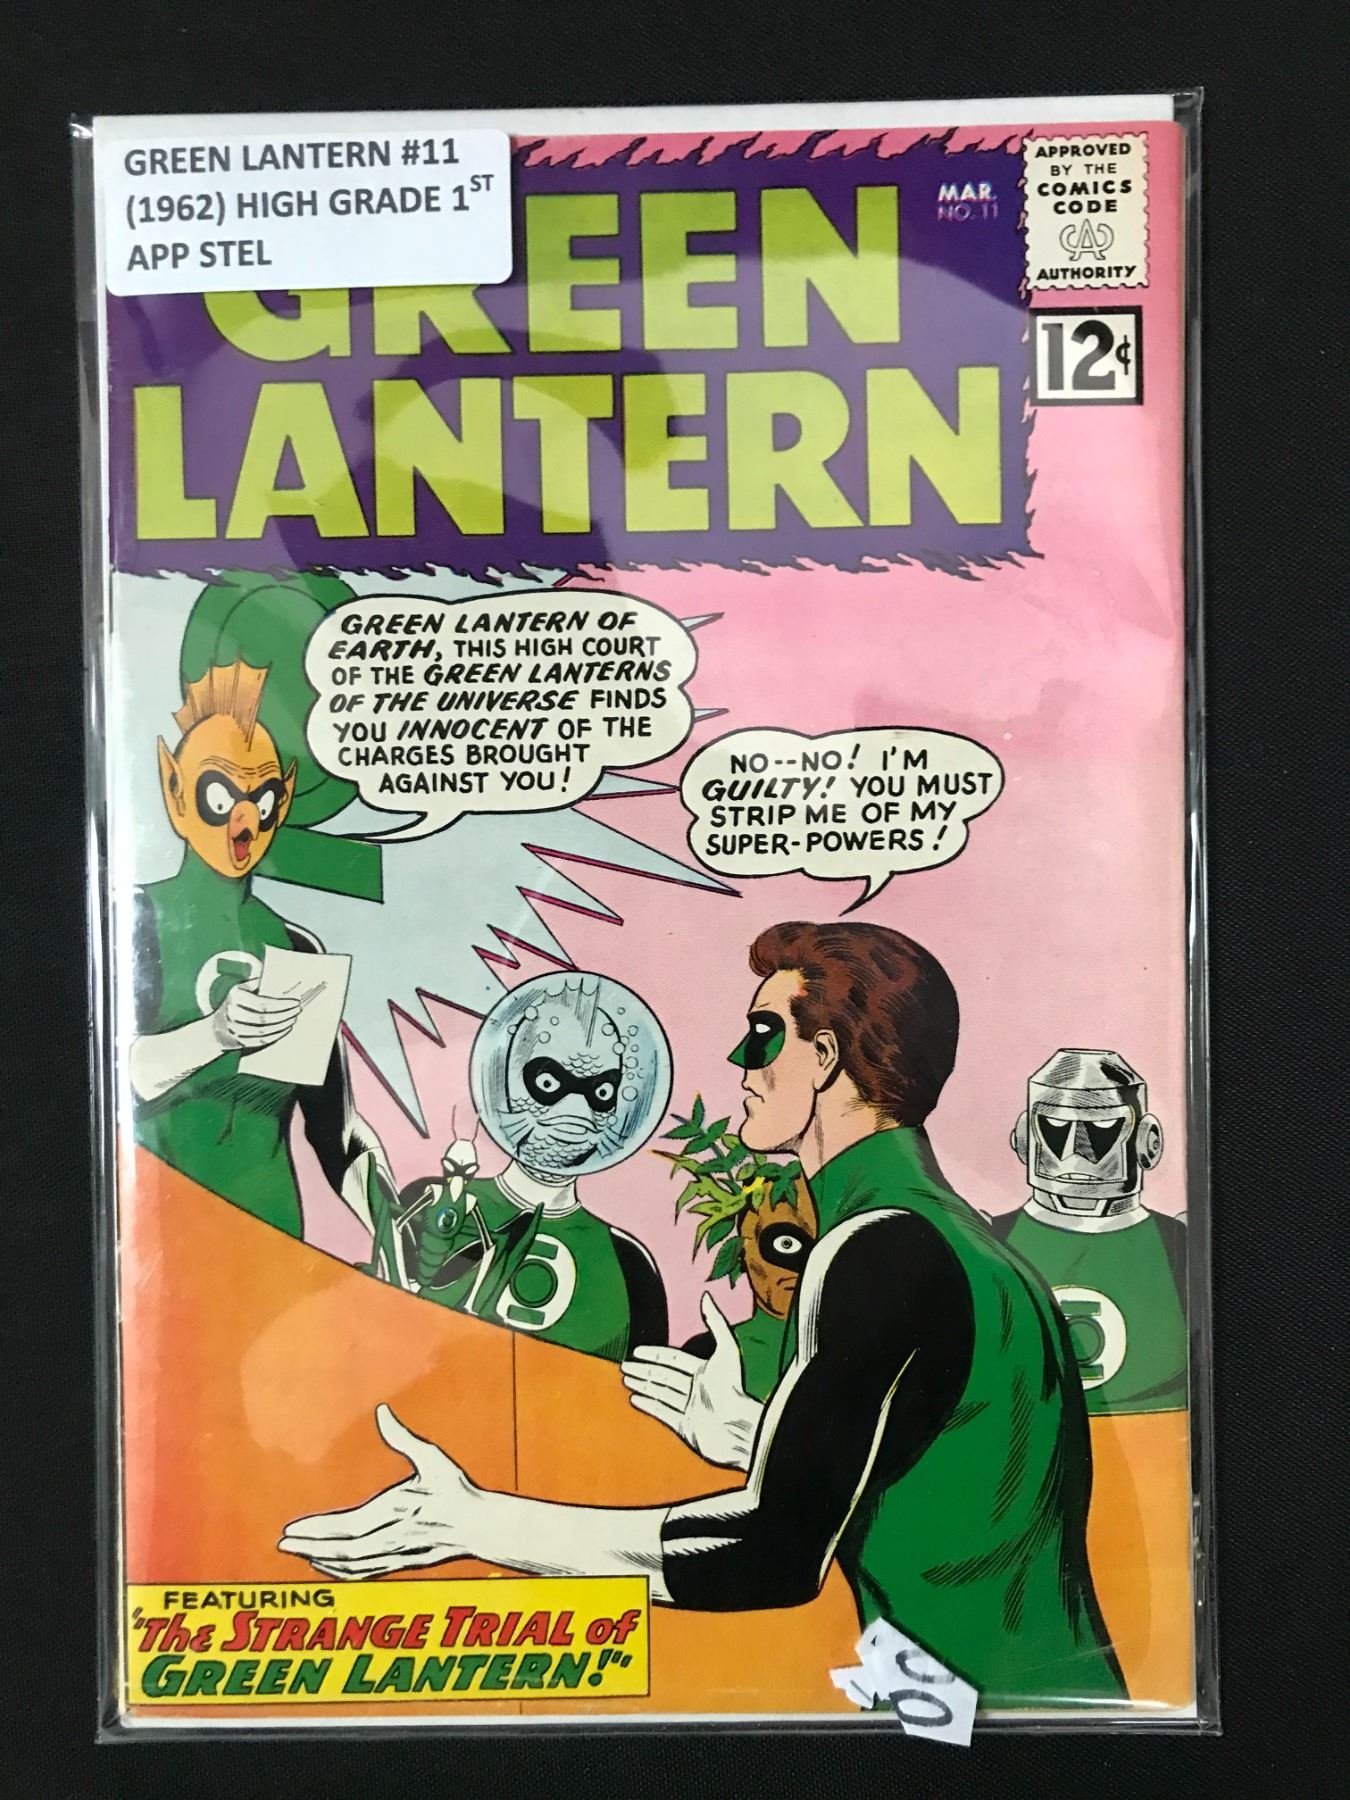 GREEN LANTERN #11
(1962) HIGH GRADE 1ST
APP STEL
GREEN
LANTERN
MAR.
NO. 11
APPROVED
BY THE
COMICS
CODE
CA
AUTHORITY
12¢
GREEN LANTERN OF
EARTH, THIS HIGH COURT
OF THE GREEN LANTERNS
OF THE UNIVERSE FINDS
YOU INNOCENT OF THE
CHARGES BROUGHT
AGAINST YOU!
NO--NO! I'M
GUILTY! YOU MUST
STRIP ME OF MY
SUPER-POWERS!
FEATURING
"The STRANGE TRIAL of
GREEN LANTERN!"